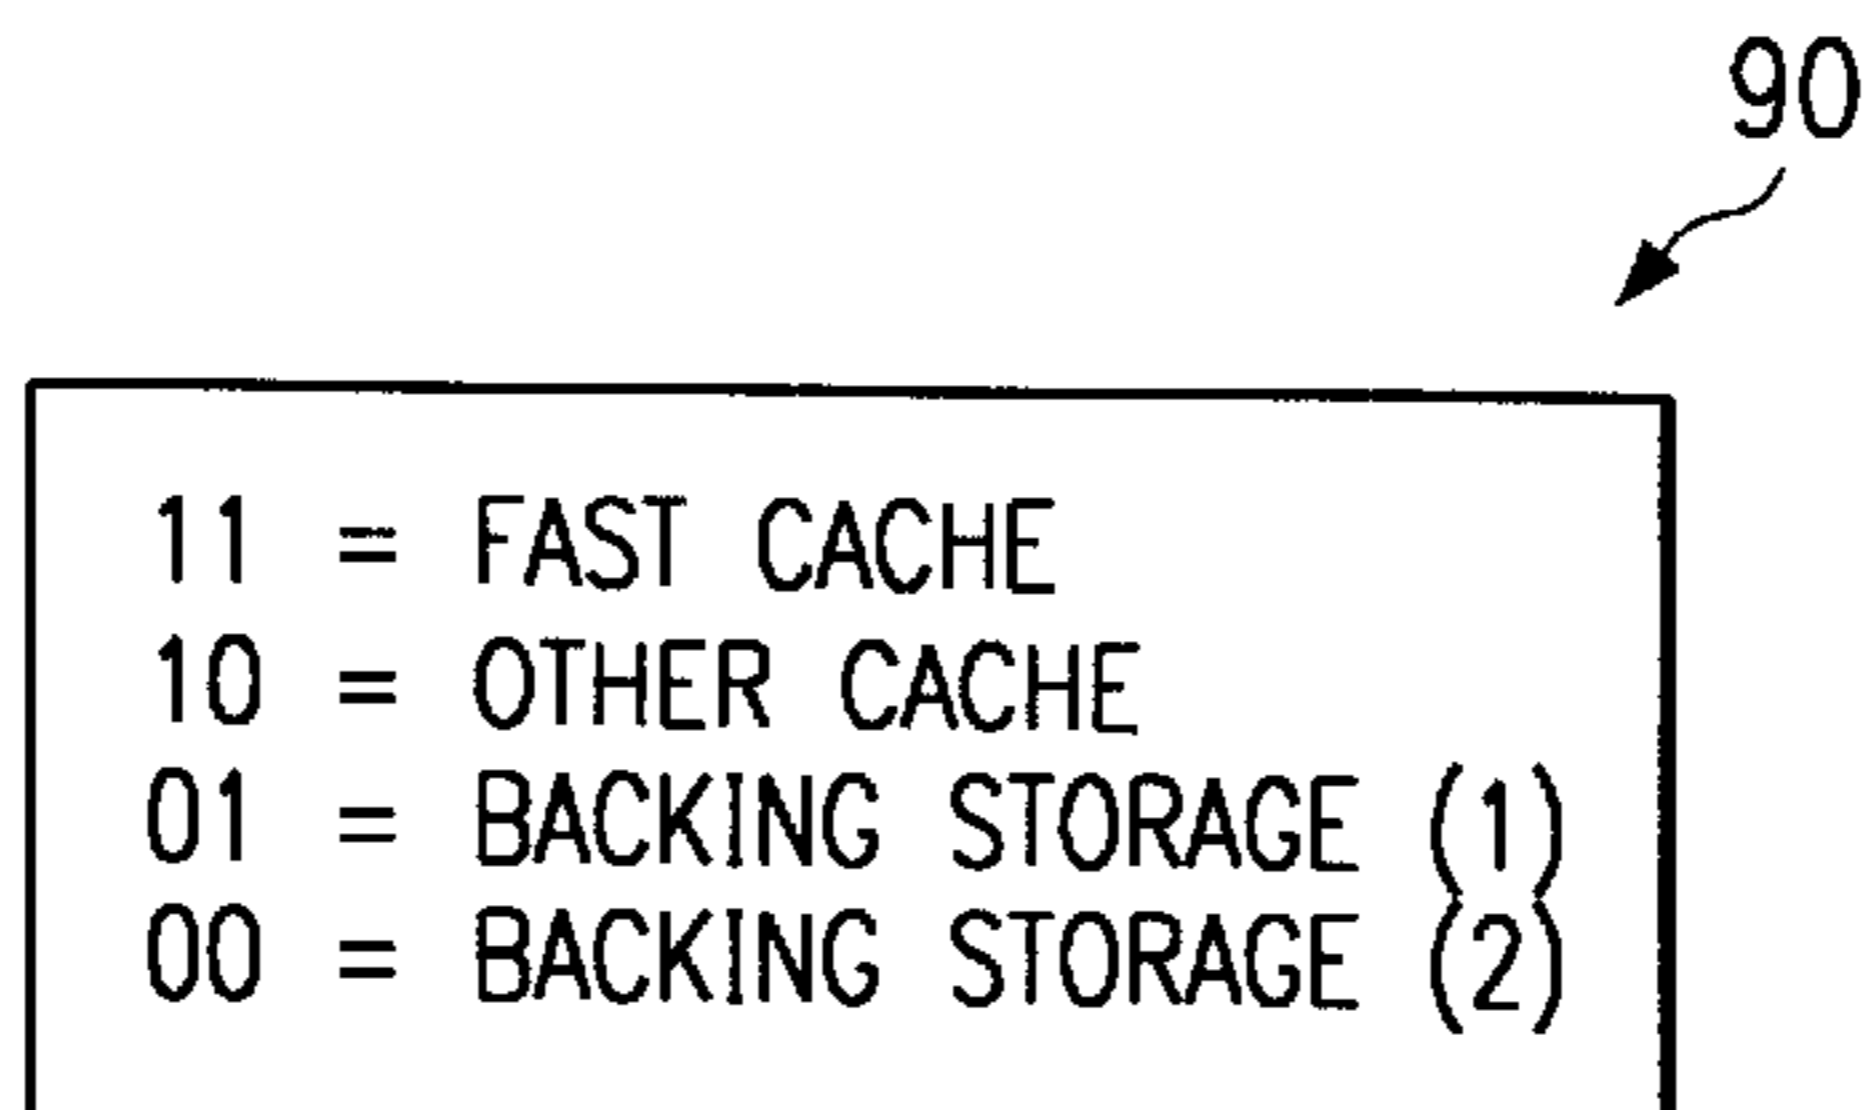 90
11 = FAST CACHE
10 = OTHER CACHE
01 = BACKING STORAGE (1)
00 = BACKING STORAGE (2)